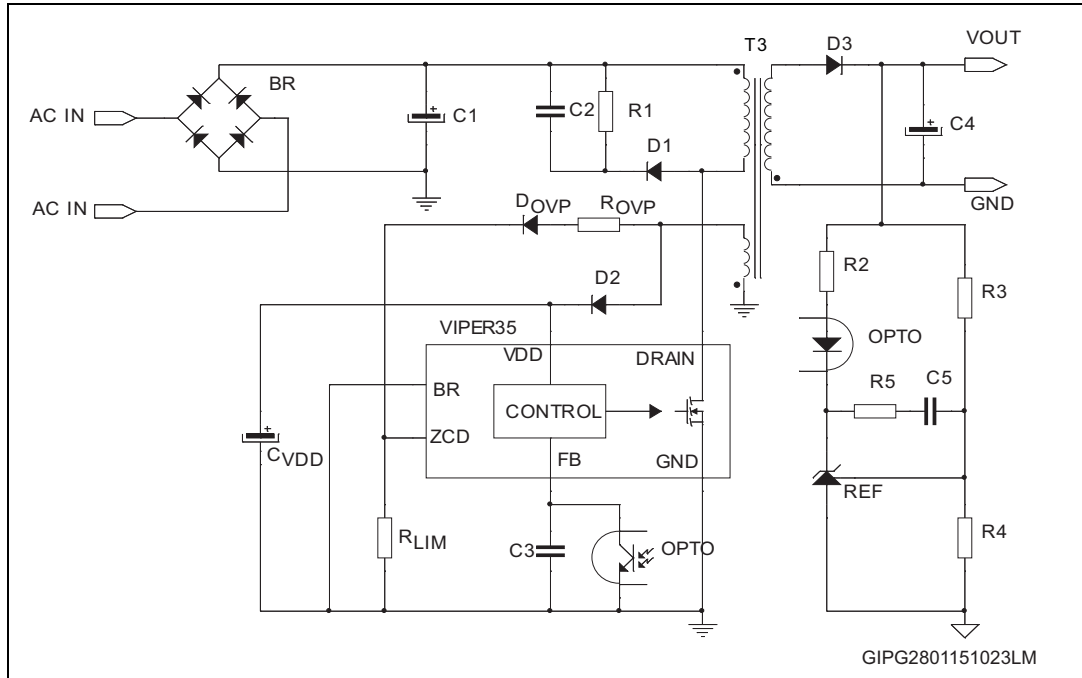 T3
D3
VOUT
BR
AC IN
C1
C2
R1
D1
C4
+
+
AC IN
GND
DOVP
ROVP
D2
R2
R3
VIPER35
OPTO
VDD
DRAIN
BR
R5
C5
CONTROL
+
CVDD
ZCD
FB
GND
REF
RLIM
C3
OPTO
R4
GIPG2801151023LM